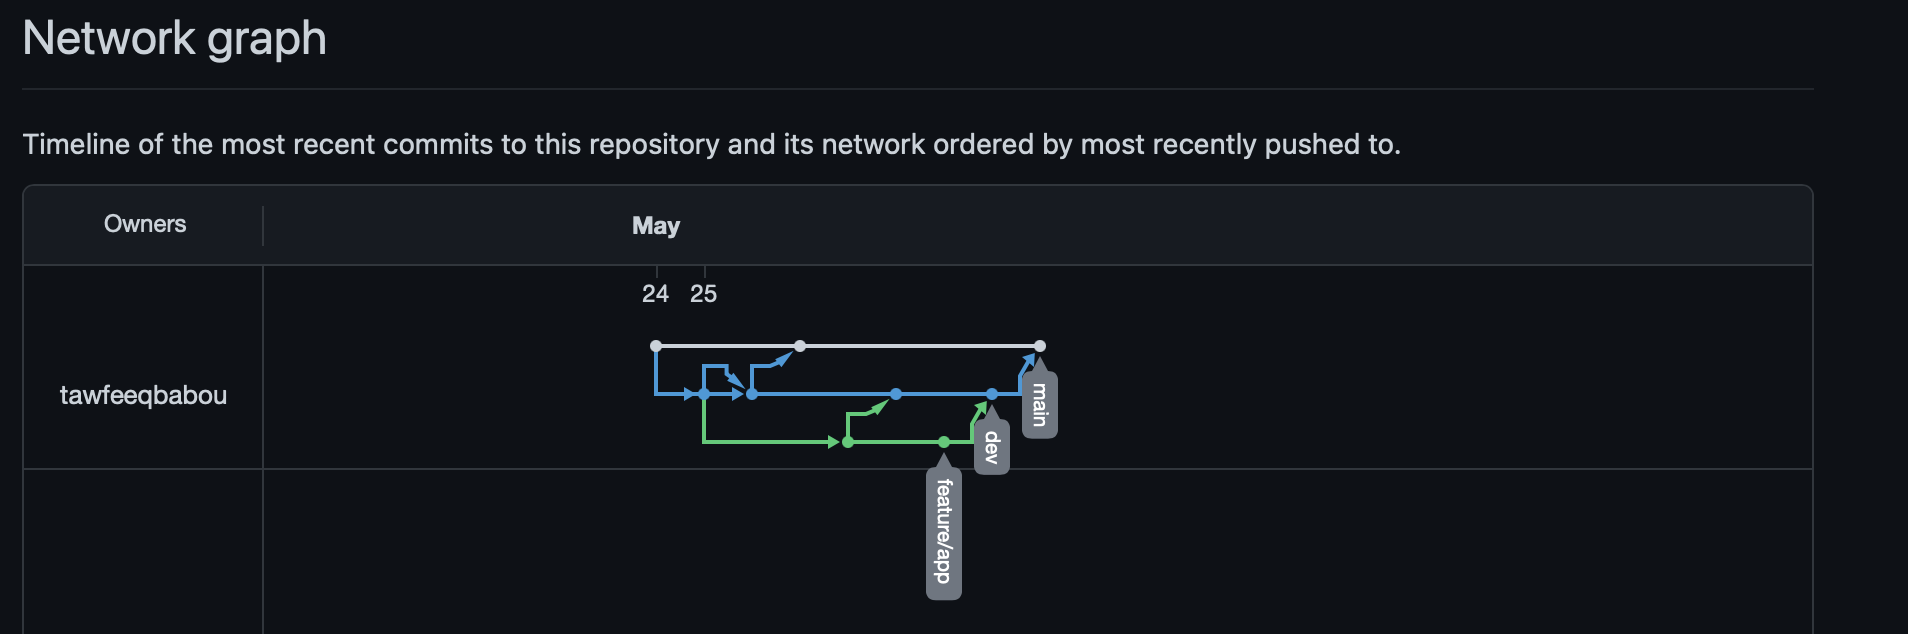 Network graph
Timeline of the most recent commits to this repository and its network ordered by most recently pushed to.
Owners
May
24 25
tawfeeqbabou
main
dev
feature/app